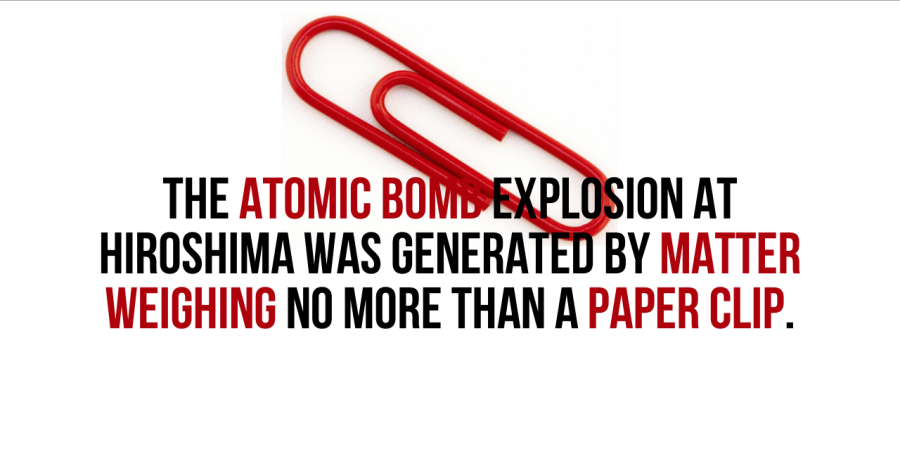 THE ATOMIC BOMB EXPLOSION AT
HIROSHIMA WAS GENERATED BY MATTER
WEIGHING NO MORE THAN A PAPER CLIP.